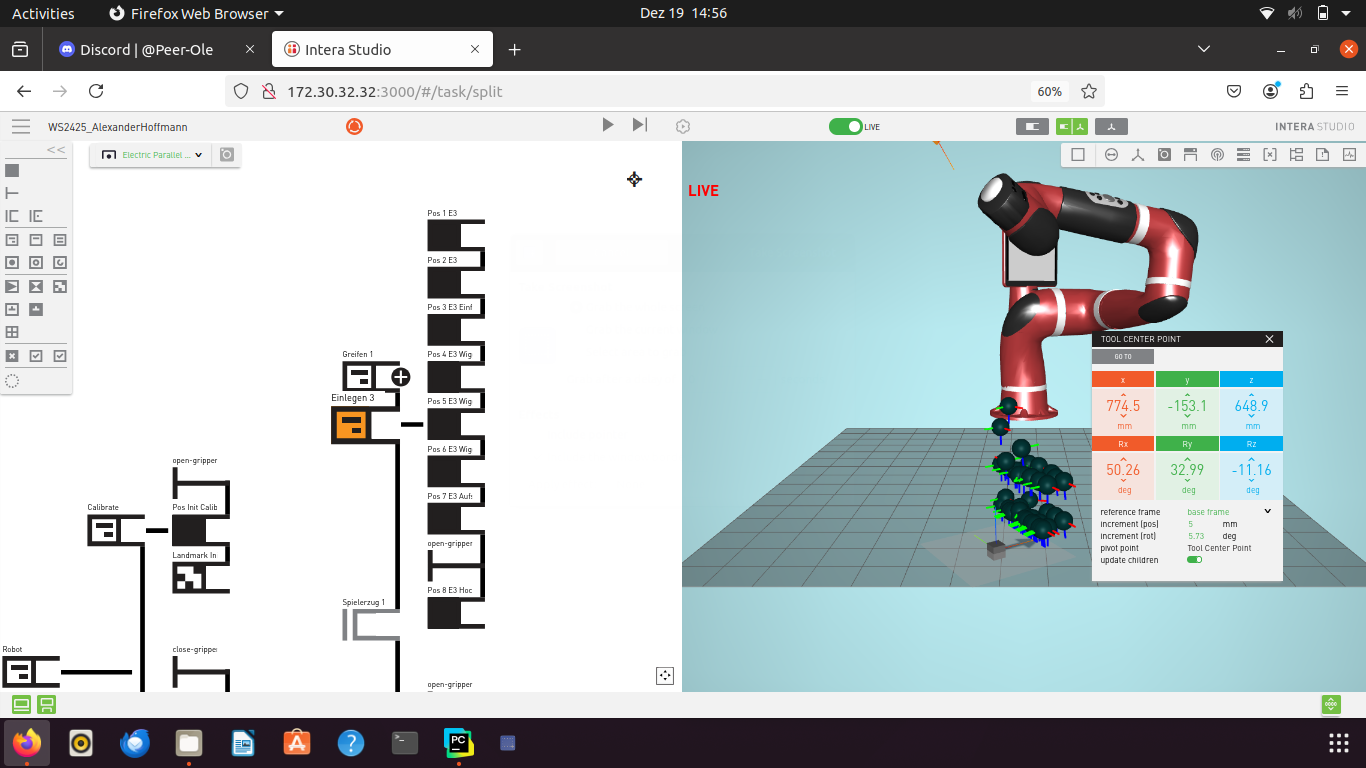 Activities
Firefox Web Browser
Dez 19 14:56
Discord | @Peer-Ole
Intera Studio
172.30.32.32:3000/#/task/split
60%
WS2425_AlexanderHoffmann
LIVE
INTERA STUDIO
<<
Electric Parallel ...
LIVE
Pos 1 E3
Pos 2 E3
Pos 3 E3 Einf
Pos 4 E3 Wig
Greifen 1
Einlegen 3
Pos 5 E3 Wig
Pos 6 E3 Wig
open-gripper
Pos 7 E3 Aufs
Calibrate
Pos Init Calib
open-gripper
Landmark In
Pos 8 E3 Hoc
Spielerzug 1
Robot
close-gripper
open-gripper
TOOL CENTER POINT
GO TO
x y z
774.5 -153.1 648.9
mm mm mm
Rx Ry Rz
50.26 32.99 -11.16
deg deg deg
reference frame base frame
increment (pos) 5 mm
increment (rot) 5.73 deg
pivot point Tool Center Point
update children
PC